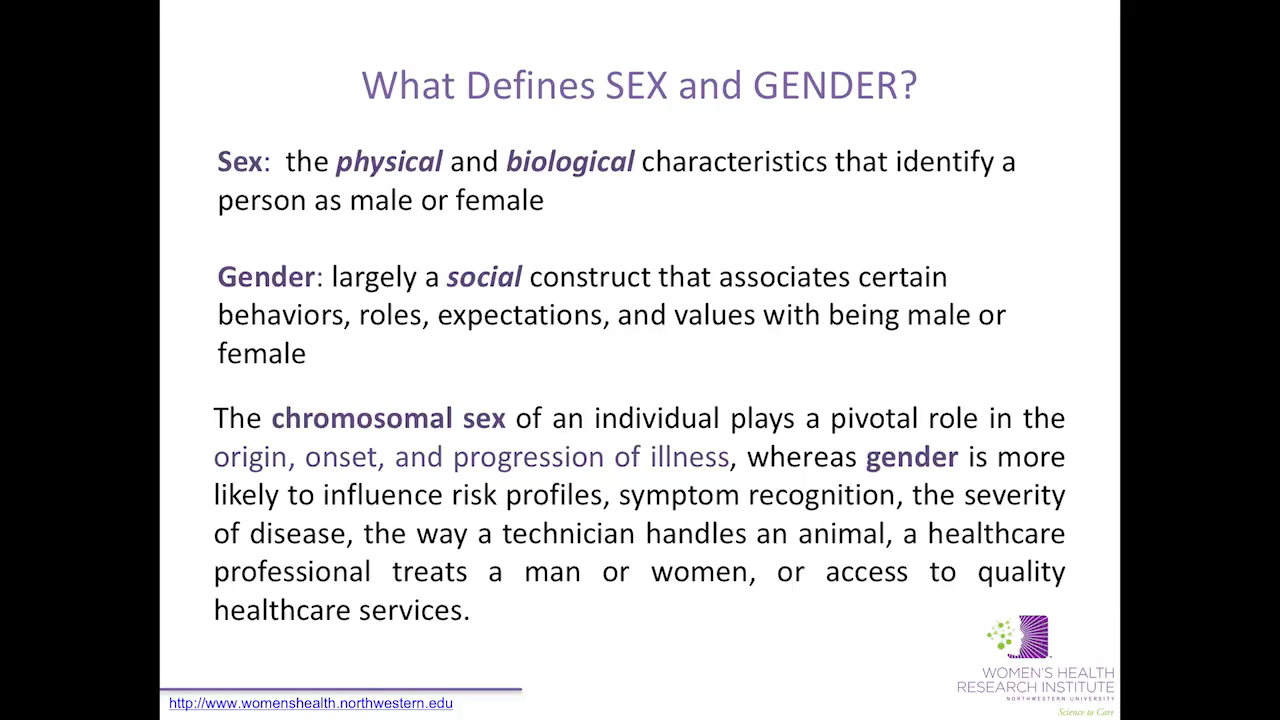 What Defines SEX and GENDER?
Sex: the physical and biological characteristics that identify a
person as male or female
Gender: largely a social construct that associates certain
behaviors, roles, expectations, and values with being male or
female
The chromosomal sex of an individual plays a pivotal role in the
origin, onset, and progression of illness, whereas gender is more
likely to influence risk profiles, symptom recognition, the severity
of disease, the way a technician handles an animal, a healthcare
professional treats a man or women, or access to quality
healthcare services.
WOMEN'S HEALTH
RESEARCH INSTITUTE
NORTHWESTERN UNIVERSITY
Science to Care
http://www.womenshealth.northwestern.edu